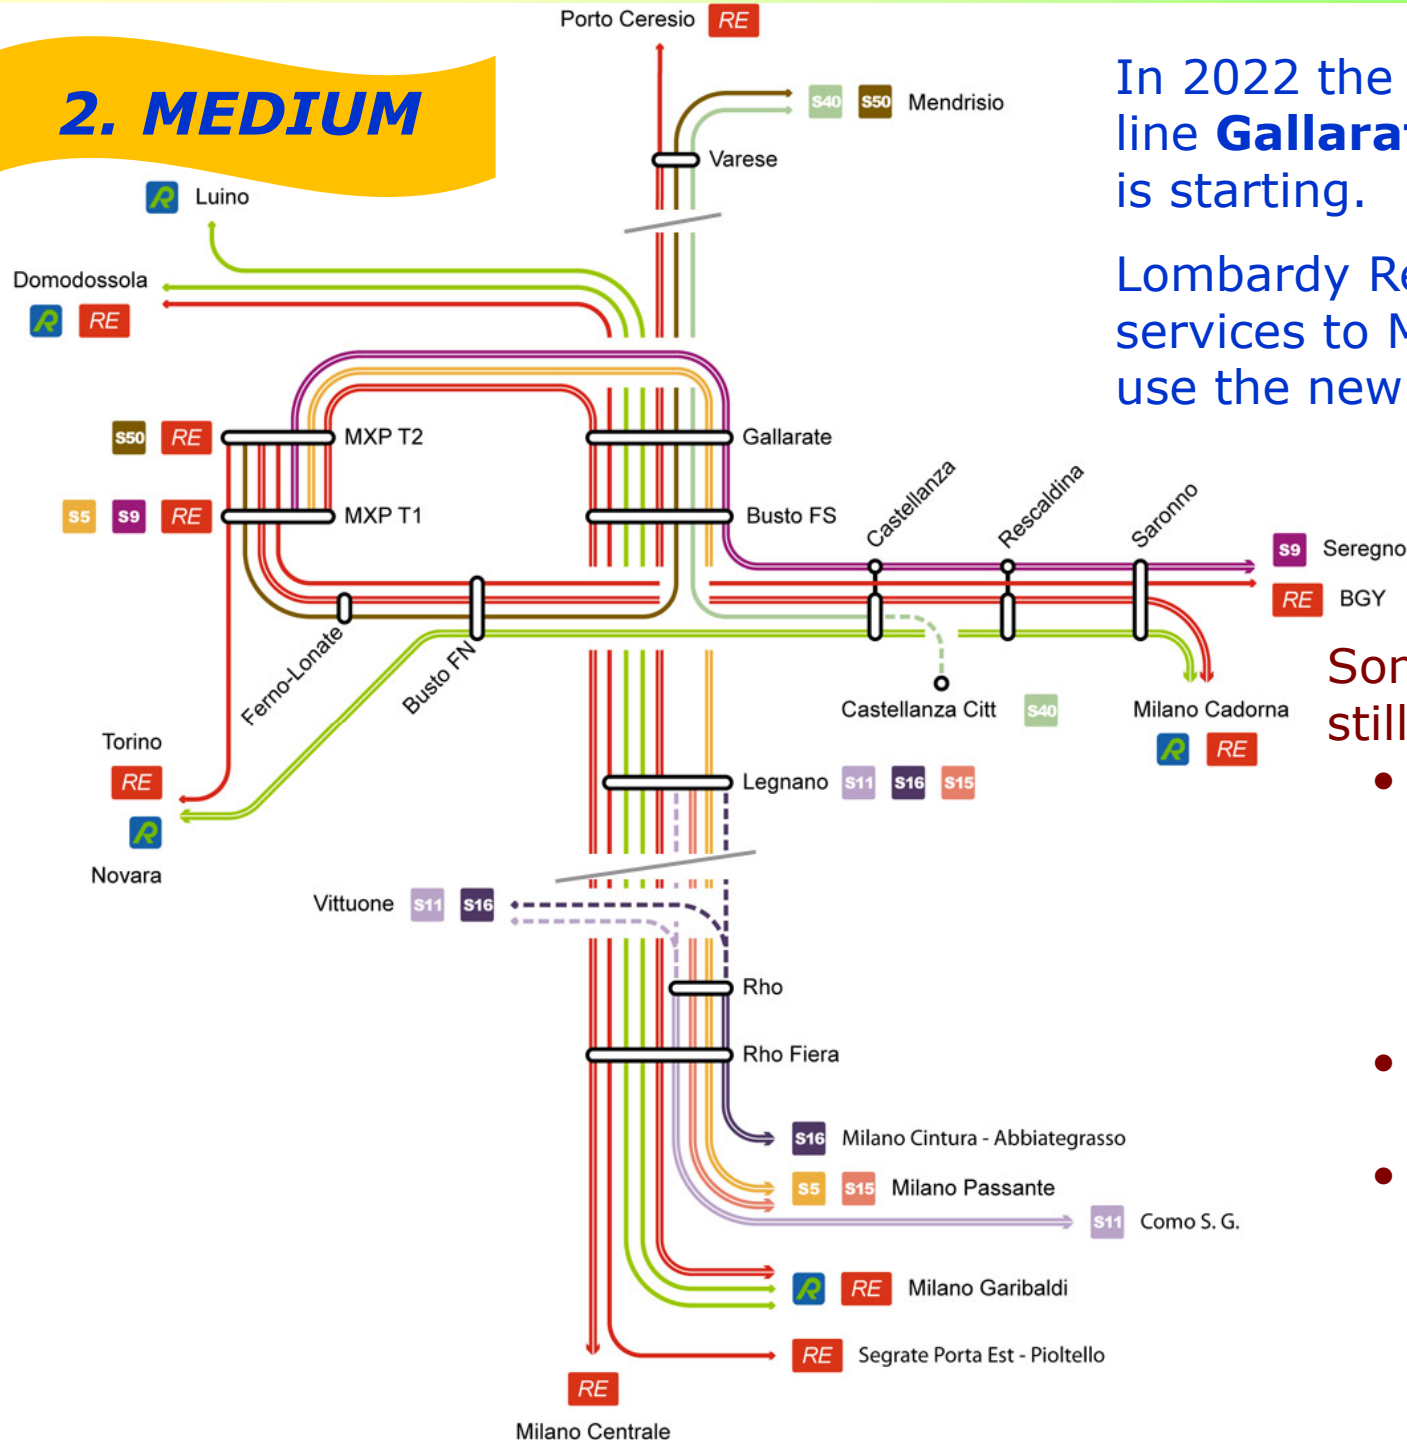 Porto Ceresio RE
2. MEDIUM
S40 S50 Mendrisio
Varese
R Luino
Domodossola
R RE
In 2022 the
line Gallara
is starting.
Lombardy Re
services to M
use the new
S50 RE MXP T2
Gallarate
S5 S9 RE MXP T1
Busto FS
Castellanza
Rescaldina
Saronno
S9 Seregno
RE BGY
Ferno-Lonate
Busto FN
Castellanza Citt S40
Milano Cadorna
R RE
still
Torino
RE
R
Novara
Legnano S11 S16 S15
Vittuone S11 S16
Rho
Rho Fiera
S16 Milano Cintura - Abbiategrasso
S5 S15 Milano Passante
S11 Como S. G.
R RE Milano Garibaldi
RE Segrate Porta Est - Pioltello
RE
Milano Centrale